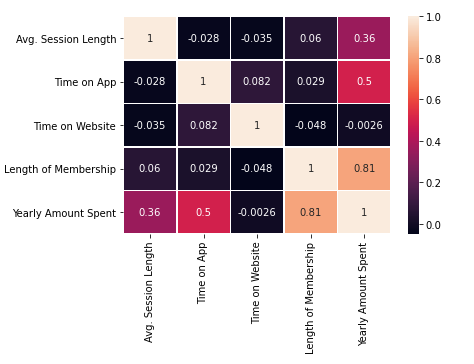 Avg. Session Length 1 -0.028 -0.035 0.06 0.36
Time on App -0.028 1 0.082 0.029 0.5
Time on Website -0.035 0.082 1 -0.048 -0.0026
Length of Membership 0.06 0.029 -0.048 1 0.81
Yearly Amount Spent 0.36 0.5 -0.0026 0.81 1
Avg. Session Length
Time on App
Time on Website
Length of Membership
Yearly Amount Spent
1.0
0.8
0.6
0.4
0.2
0.0